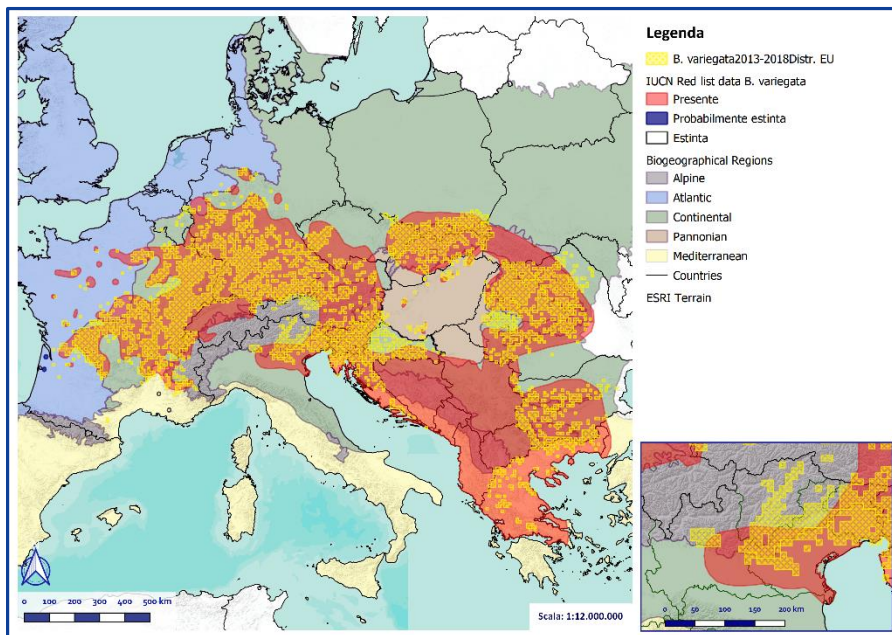 Legenda
B. variegata2013-2018Distr. EU
IUCN Red list data B. variegata
Presente
Probabilmente estinta
Estinta
Biogeographical Regions
Alpine
Atlantic
Continental
Pannonian
Mediterranean
Countries
ESRI Terrain
0 100 200 300 400 500 km
Scala: 1:12.000.000
0 50 100 150 200 km